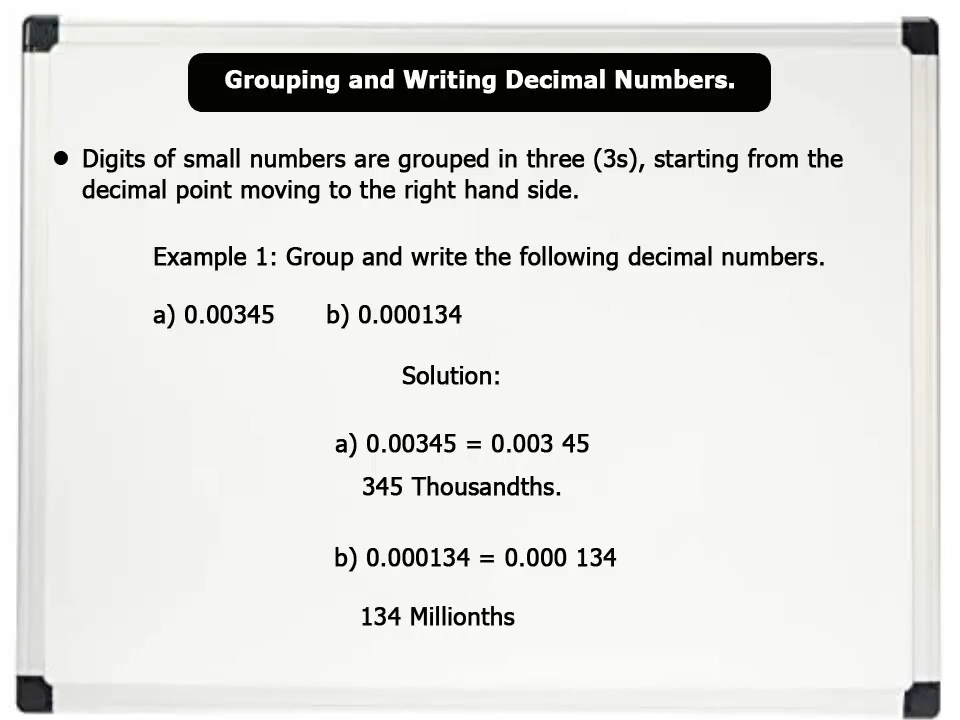 Grouping and Writing Decimal Numbers.
● Digits of small numbers are grouped in three (3s), starting from the
decimal point moving to the right hand side.
Example 1: Group and write the following decimal numbers.
a) 0.00345 b) 0.000134
Solution:
a) 0.00345 = 0.003 45
345 Thousandths.
b) 0.000134 = 0.000 134
134 Millionths